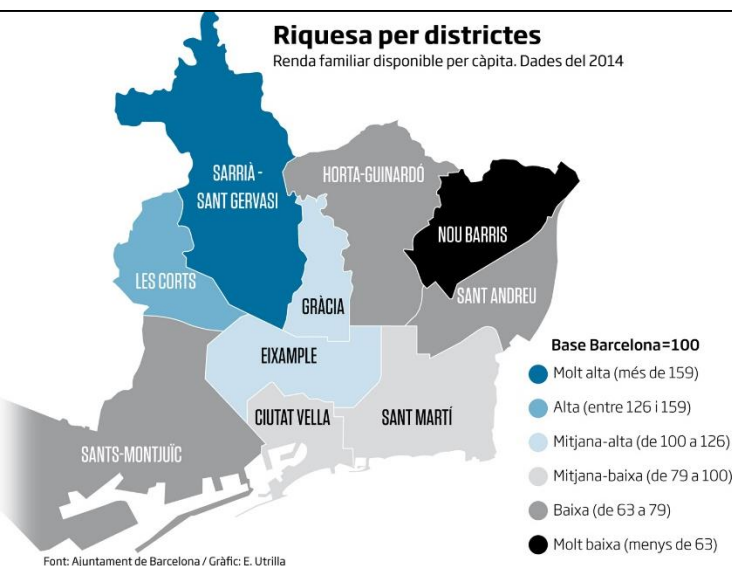 Riquesa per districtes
Renda familiar disponible per càpita. Dades del 2014
SARRIÀ -
SANT GERVASI
HORTA-GUINARDÓ
NOU BARRIS
LES CORTS
GRÀCIA
SANT ANDREU
EIXAMPLE
CIUTAT VELLA
SANT MARTÍ
SANTS-MONTJUÏC
Base Barcelona=100
Molt alta (més de 159)
Alta (entre 126 i 159)
Mitjana-alta (de 100 a 126)
Mitjana-baixa (de 79 a 100)
Baixa (de 63 a 79)
Molt baixa (menys de 63)
Font: Ajuntament de Barcelona / Gràfic: E. Utrilla